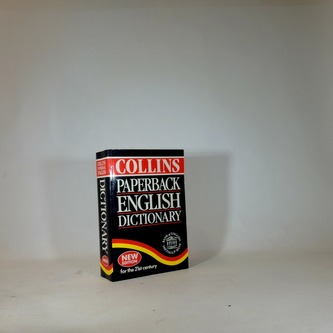 COLLINS
PAPERBACK
ENGLISH
DICTIONARY
NEW
EDITION
for the 21st century
COLLINS
DICTIONARY